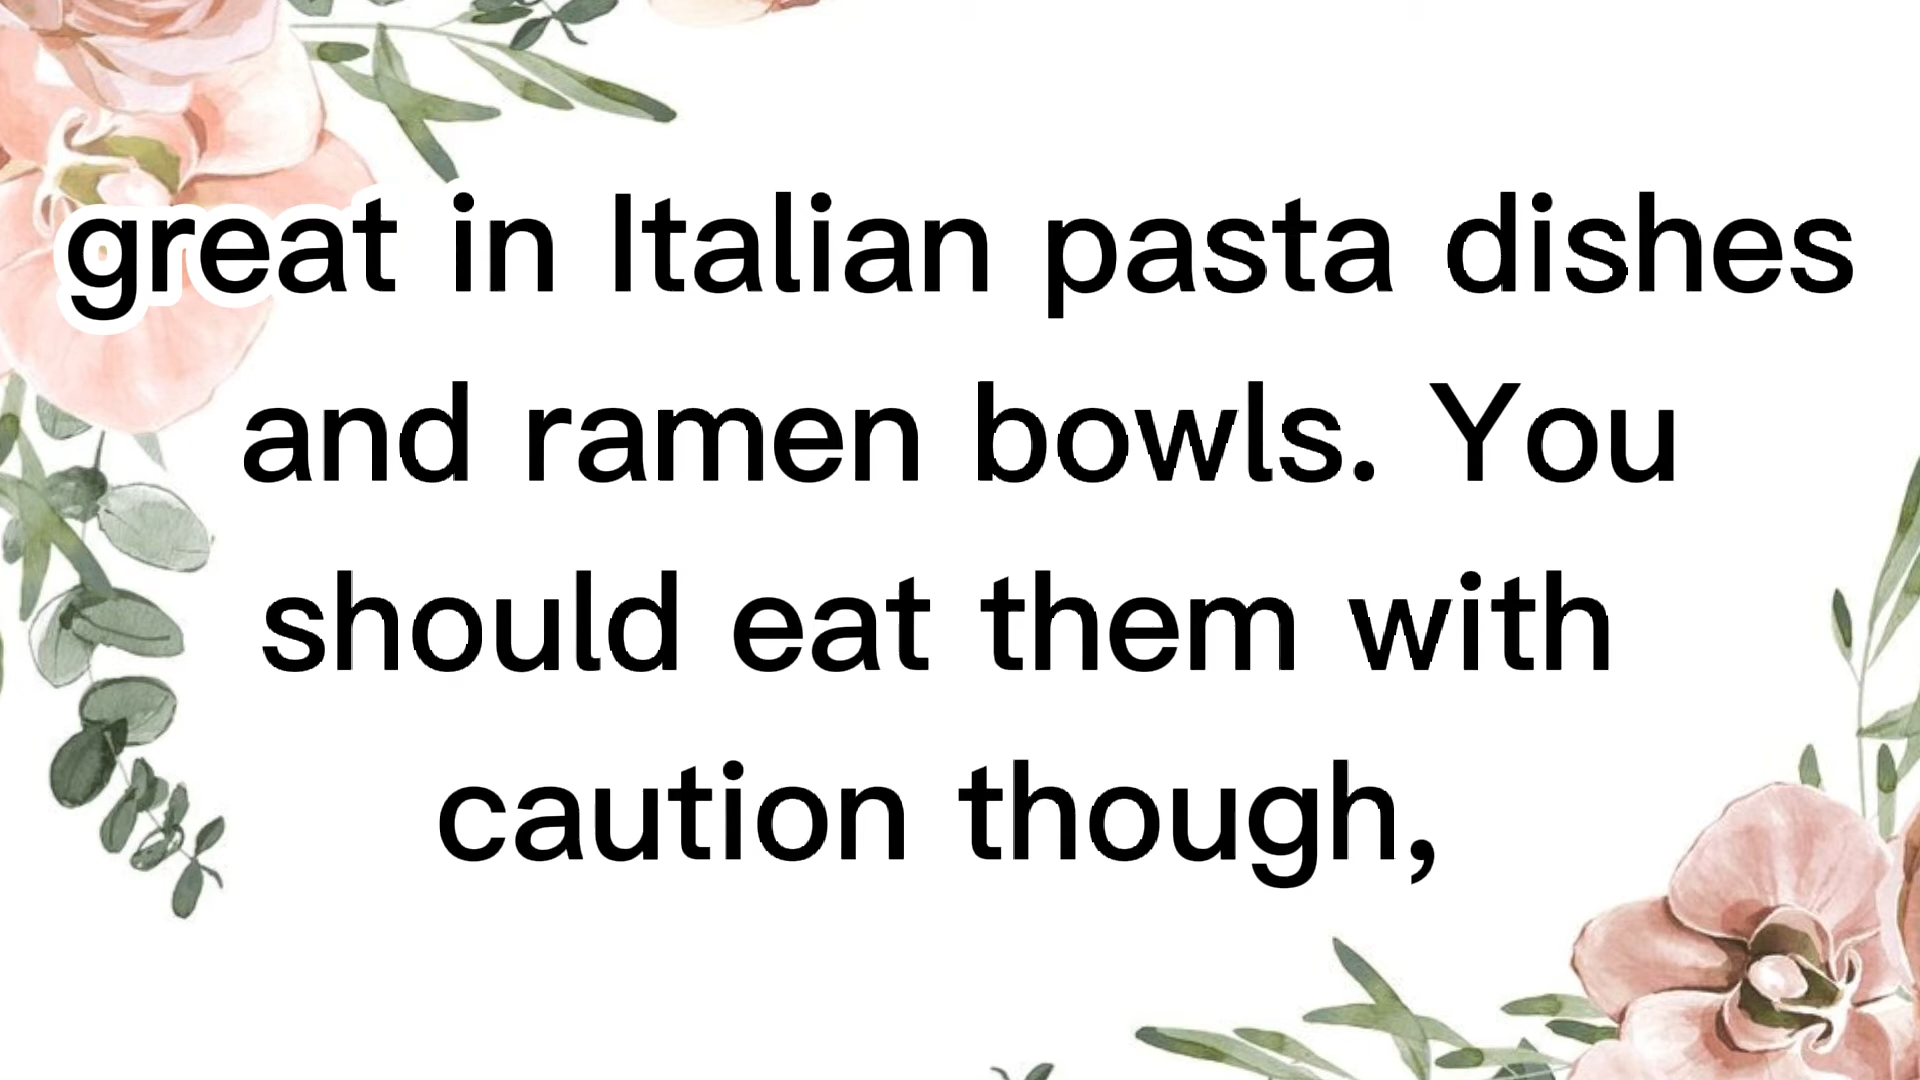 great in Italian pasta dishes
and ramen bowls. You
should eat them with
caution though,